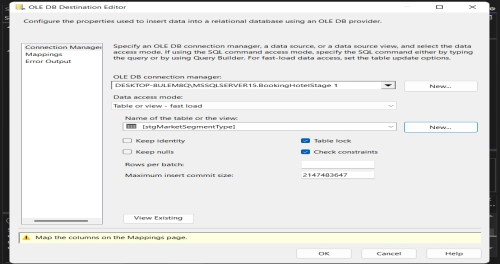 OLE DB Destination Editor
Configure the properties used to insert data into a relational database using an OLE DB provider.
Connection Manager
Mappings
Error Output
Specify an OLE DB connection manager, a data source, or a data source view, and select the data
access mode. If using the SQL command access mode, specify the SQL command either by typing
the query or by using Query Builder. For fast-load data access, set the table update options.
OLE DB connection manager:
DESKTOP-8ULEM8Q\MSSQLSERVER15.BookingHotelStage 1
New...
Data access mode:
Table or view - fast load
Name of the table or the view:
[stgMarketSegmentType]
New...
Keep identity
Table lock
Keep nulls
Check constraints
Rows per batch:
Maximum insert commit size:
2147483647
View Existing
Map the columns on the Mappings page.
OK
Cancel
Help